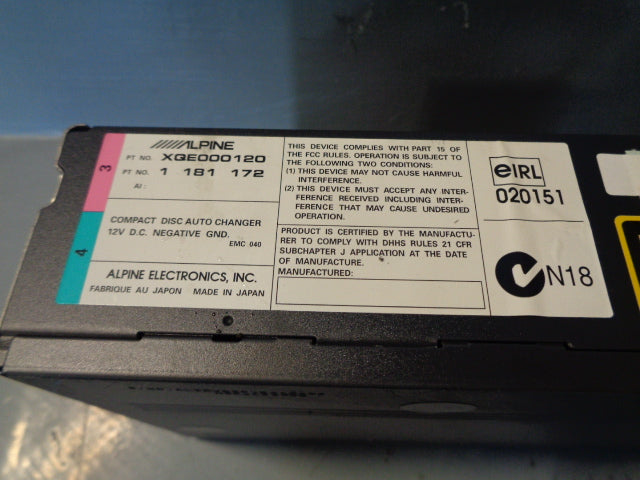 3
4
ALPINE
PT NO. XQE000120
PT NO. 1 181 172
AI:
COMPACT DISC AUTO CHANGER
12V D.C. NEGATIVE GND.
EMC 040
ALPINE ELECTRONICS, INC.
FABRIQUE AU JAPON MADE IN JAPAN
THIS DEVICE COMPLIES WITH PART 15 OF
THE FCC RULES. OPERATION IS SUBJECT TO
THE FOLLOWING TWO CONDITIONS:
(1) THIS DEVICE MAY NOT CAUSE HARMFUL
INTERFERENCE.
(2) THIS DEVICE MUST ACCEPT ANY INTER-
FERENCE RECEIVED INCLUDING INTER-
FERENCE THAT MAY CAUSE UNDESIRED
OPERATION.
PRODUCT IS CERTIFIED BY THE MANUFACTU-
RER TO COMPLY WITH DHHS RULES 21 CFR
SUBCHAPTER J APPLICATION AT THE DATE
OF MANUFACTURE.
MANUFACTURED:
eIRL
020151
N18